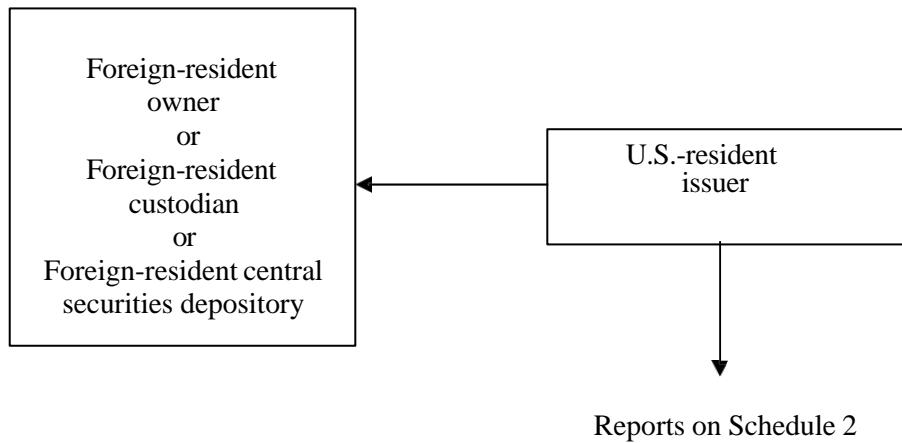 Foreign-resident
owner
or
Foreign-resident
custodian
or
Foreign-resident central
securities depository
U.S.-resident
issuer
Reports on Schedule 2